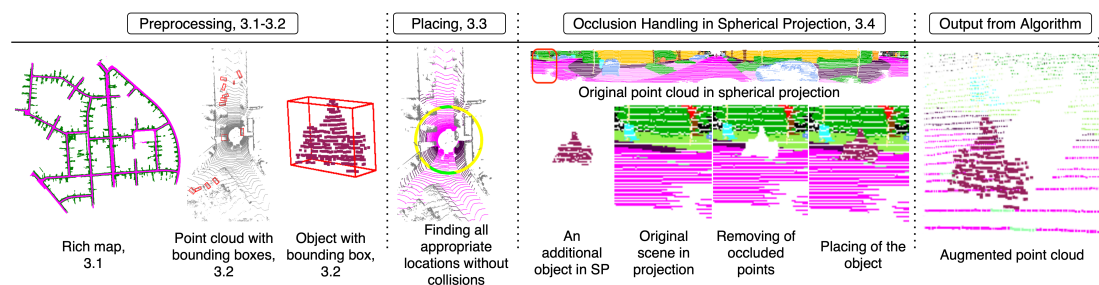 Preprocessing, 3.1-3.2
Placing, 3.3
Occlusion Handling in Spherical Projection, 3.4
Output from Algorithm
Original point cloud in spherical projection
Rich map,
3.1
Point cloud with
bounding boxes,
3.2
Object with
bounding box,
3.2
Finding all
appropriate
locations without
collisions
An
additional
object in SP
Original
scene in
projection
Removing of
occluded
points
Placing of the
object
Augmented point cloud